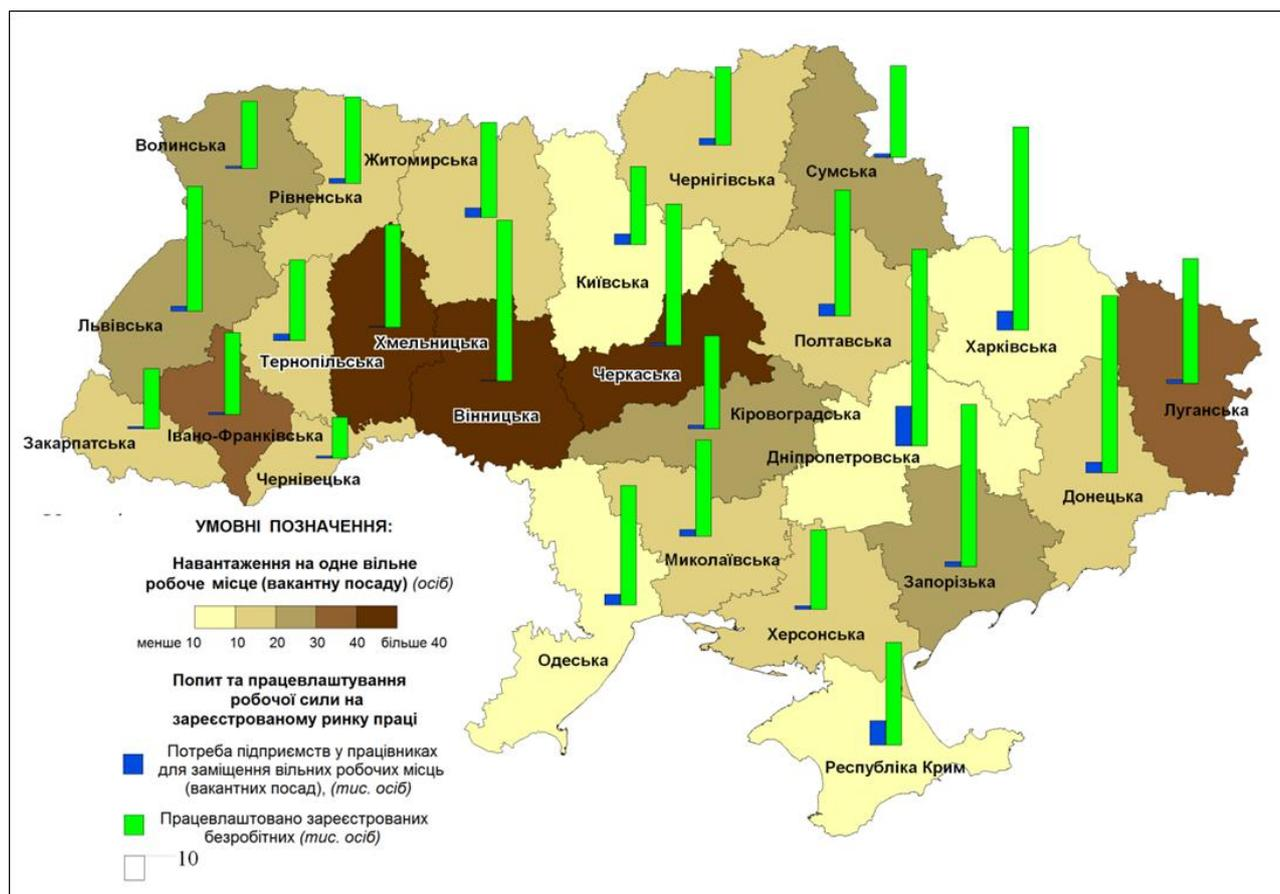 Волинська
Рівненська
Житомирська
Чернігівська
Сумська
Київська
Львівська
Тернопільська
Хмельницька
Вінницька
Черкаська
Полтавська
Харківська
Луганська
Закарпатська
Івано-Франківська
Чернівецька
Кіровоградська
Дніпропетровська
Донецька
Миколаївська
Запорізька
Херсонська
Одеська
Республіка Крим
УМОВНІ ПОЗНАЧЕННЯ:
Навантаження на одне вільне
робоче місце (вакантну посаду) (осіб)
менше 10 10 20 30 40 більше 40
Попит та працевлаштування
робочої сили на
зареєстрованому ринку праці
Потреба підприємств у працівниках
для заміщення вільних робочих місць
(вакантних посад), (тис. осіб)
Працевлаштовано зареєстрованих
безробітних (тис. осіб)
10